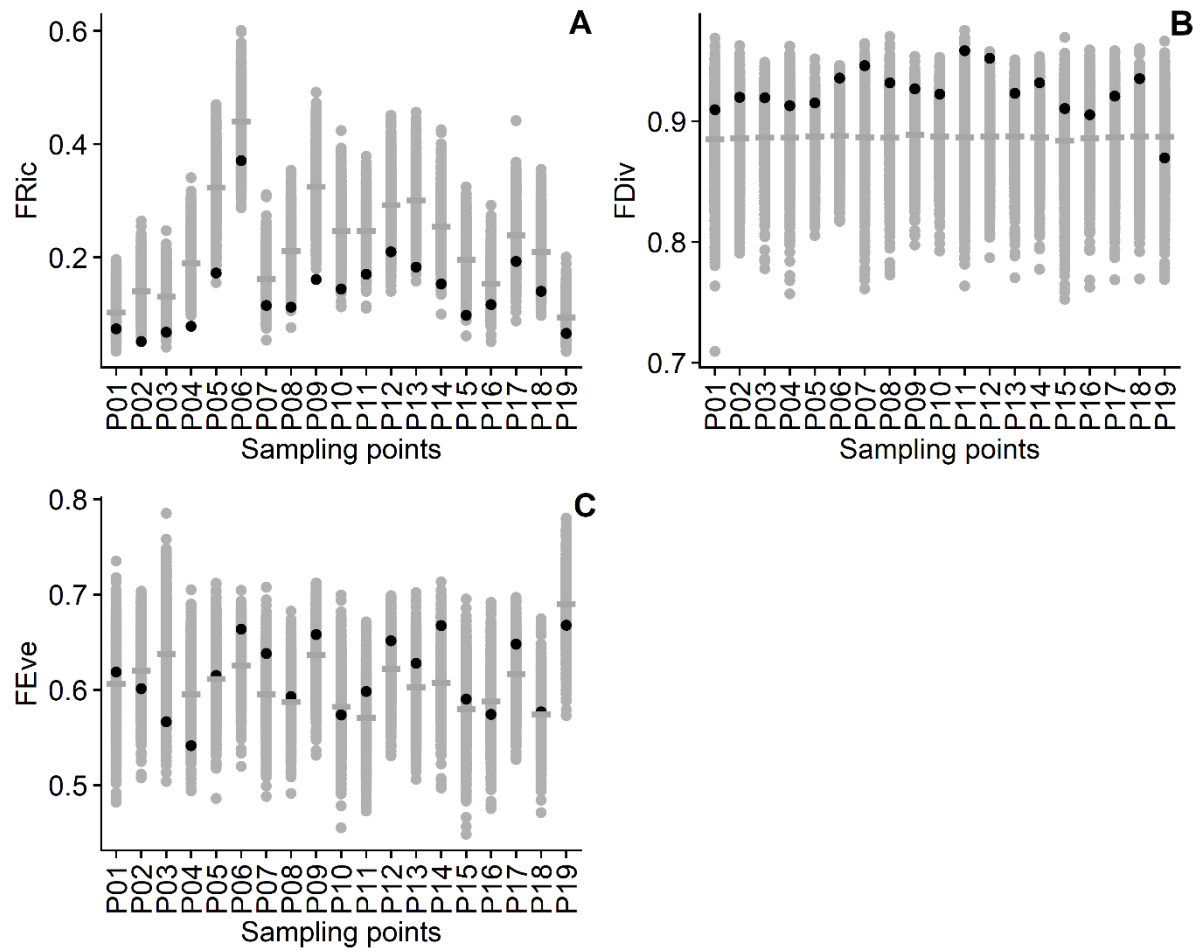 A
FRic
0.6
0.4
0.2
P01 P02 P03 P04 P05 P06 P07 P08 P09 P10 P11 P12 P13 P14 P15 P16 P17 P18 P19
Sampling points
B
FDiv
0.9
0.8
0.7
P01 P02 P03 P04 P05 P06 P07 P08 P09 P10 P11 P12 P13 P14 P15 P16 P17 P18 P19
Sampling points
C
FEve
0.8
0.7
0.6
0.5
P01 P02 P03 P04 P05 P06 P07 P08 P09 P10 P11 P12 P13 P14 P15 P16 P17 P18 P19
Sampling points